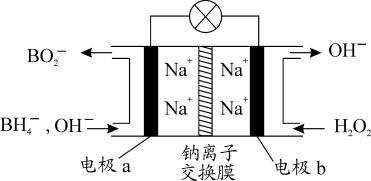 BO₂⁻ Na⁺ Na⁺ OH⁻
Na⁺ Na⁺
BH₄⁻ , OH⁻ H₂O₂
电极 a 钠离子 电极 b
交换膜